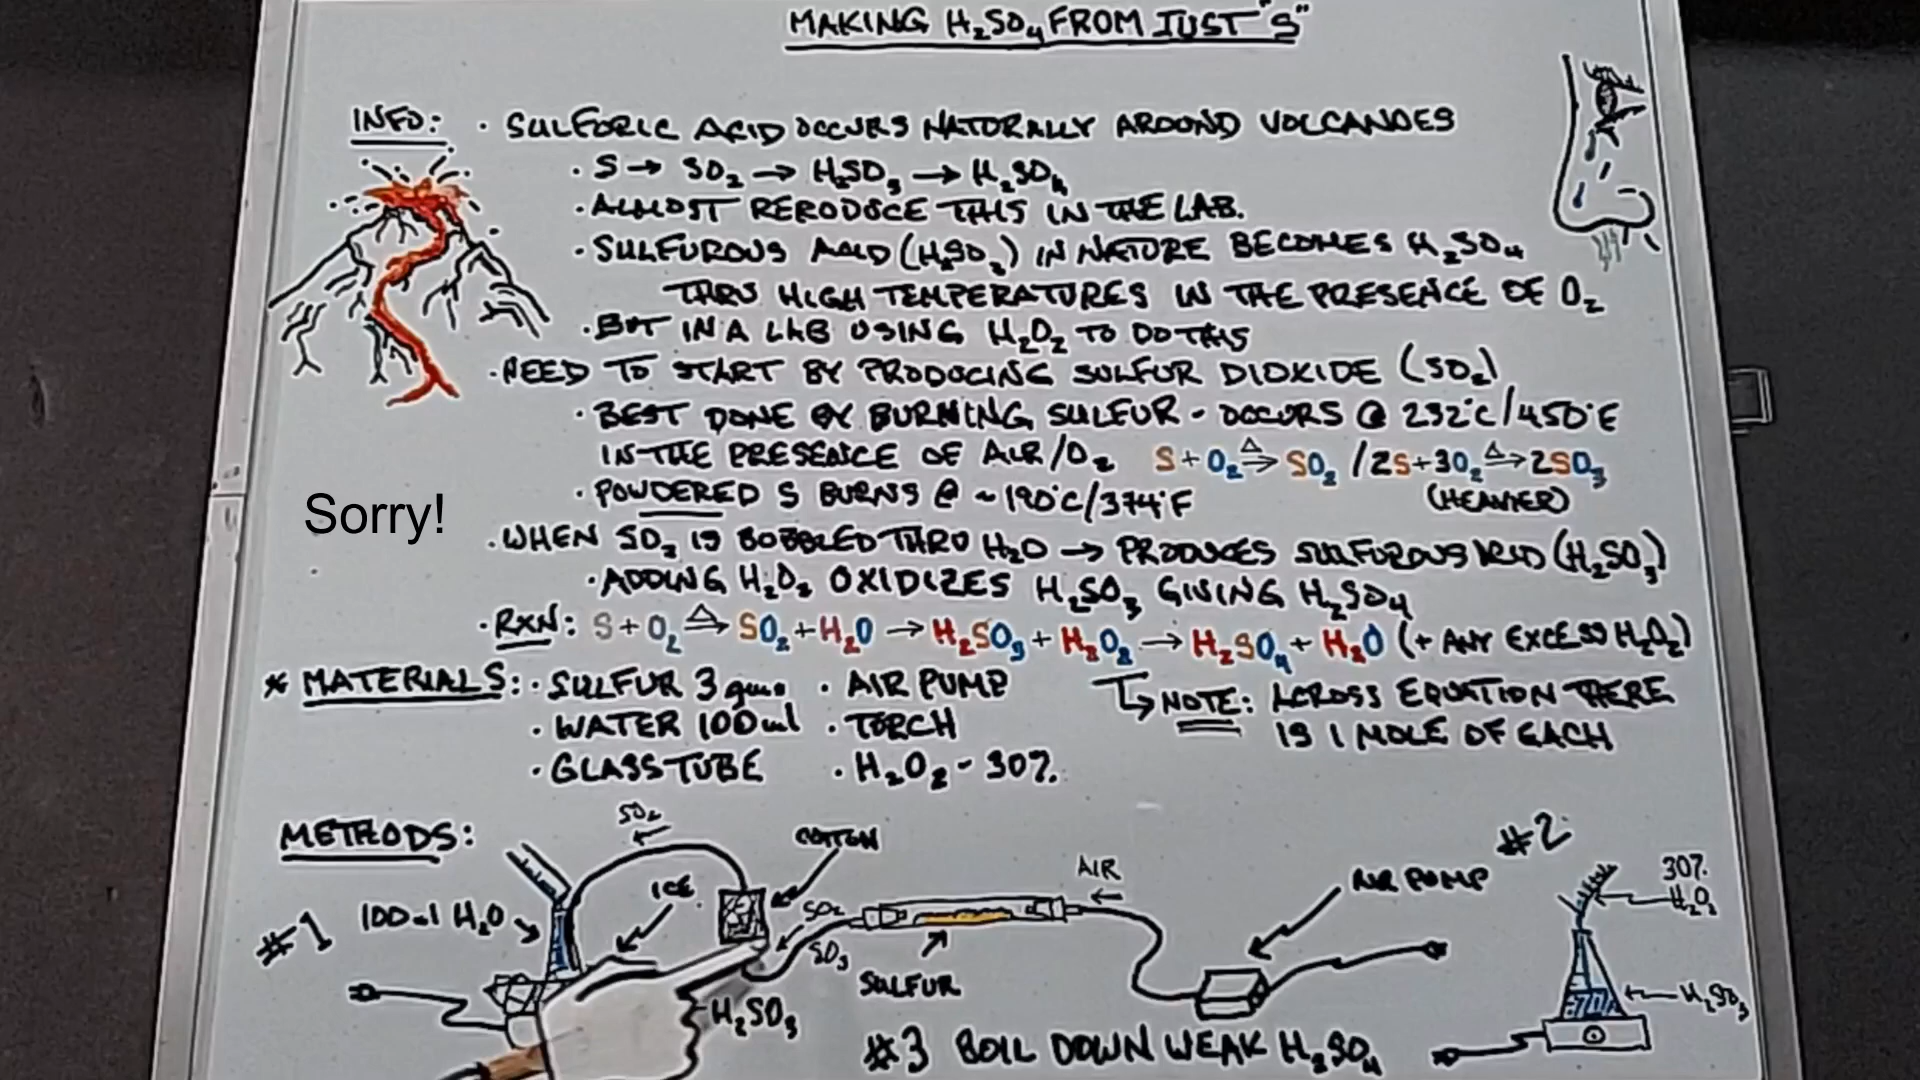 MAKING H₂SO₄ FROM JUST "S"
INFO: • SULFORIC ACID OCCURS NATORALLY AROUND VOLCANOES
• S → SO₂ → H₂SO₃ → H₂SO₄
• ALMOST RERODUCE THIS IN THE LAB.
• SULFUROUS ACID (H₂SO₃) IN NATURE BECOMES H₂SO₄
THRU HIGH TEMPERATURES IN THE PRESENCE OF O₂
• BUT IN A LAB USING H₂O₂ TO DO THIS
• NEED TO START BY PRODUCING SULFUR DIOXIDE (SO₂)
• BEST DONE BY BURNING SULFUR - OCCURS @ 232°C/450°F
IN THE PRESENCE OF AIR/O₂ S + O₂ △→ SO₂ / 2S + 3O₂ △→ 2SO₃
• POWDERED S BURNS @ ~190°C/374°F (HEAVIER)
Sorry!
• WHEN SO₂ IS BUBBLED THRU H₂O → PRODUCES SULFUROUS ACID (H₂SO₃)
• ADDING H₂O₂ OXIDIZES H₂SO₃ GIVING H₂SO₄
• RXN: S + O₂ △→ SO₂ + H₂O → H₂SO₃ + H₂O₂ → H₂SO₄ + H₂O (+ ANY EXCESS H₂O₂)
* MATERIALS: • SULFUR 3 gms • AIR PUMP NOTE: ACROSS EQUATION THERE
• WATER 100ml • TORCH IS 1 MOLE OF EACH
• GLASS TUBE • H₂O₂ - 30%
METHODS:
SO₂
COTTON
#2
ICE
AIR
AIR PUMP
30%
H₂O₂
#1 100ml H₂O
SO₂
SO₃
SULFUR
H₂SO₃
H₂SO₃
#3 BOIL DOWN WEAK H₂SO₄